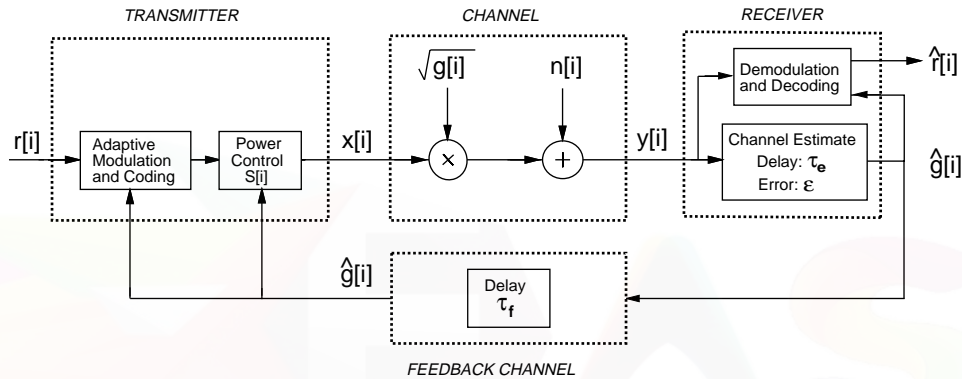 TRANSMITTER
CHANNEL
RECEIVER
√g[i]
n[i]
Demodulation
and Decoding
r̂[i]
r[i]
Adaptive
Modulation
and Coding
Power
Control
S[i]
x[i]
×
+
y[i]
Channel Estimate
Delay: τe
Error: ε
ĝ[i]
ĝ[i]
Delay
τf
FEEDBACK CHANNEL